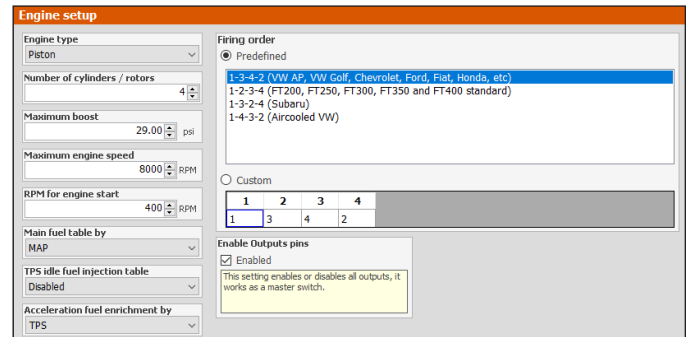 Engine setup
Engine type
Piston
Number of cylinders / rotors
4
Maximum boost
29.00 psi
Maximum engine speed
8000 RPM
RPM for engine start
400 RPM
Main fuel table by
MAP
TPS idle fuel injection table
Disabled
Acceleration fuel enrichment by
TPS
Firing order
Predefined
1-3-4-2 (VW AP, VW Golf, Chevrolet, Ford, Fiat, Honda, etc)
1-2-3-4 (FT200, FT250, FT300, FT350 and FT400 standard)
1-3-2-4 (Subaru)
1-4-3-2 (Aircooled VW)
Custom
1 2 3 4
1 3 4 2
Enable Outputs pins
Enabled
This setting enables or disables all outputs, it
works as a master switch.